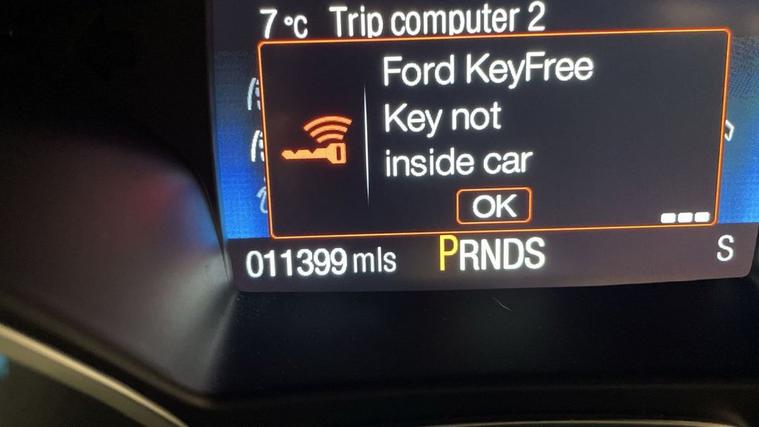 7 °C Trip computer 2
Ford KeyFree
Key not
inside car
OK
011399 mls PRNDS S